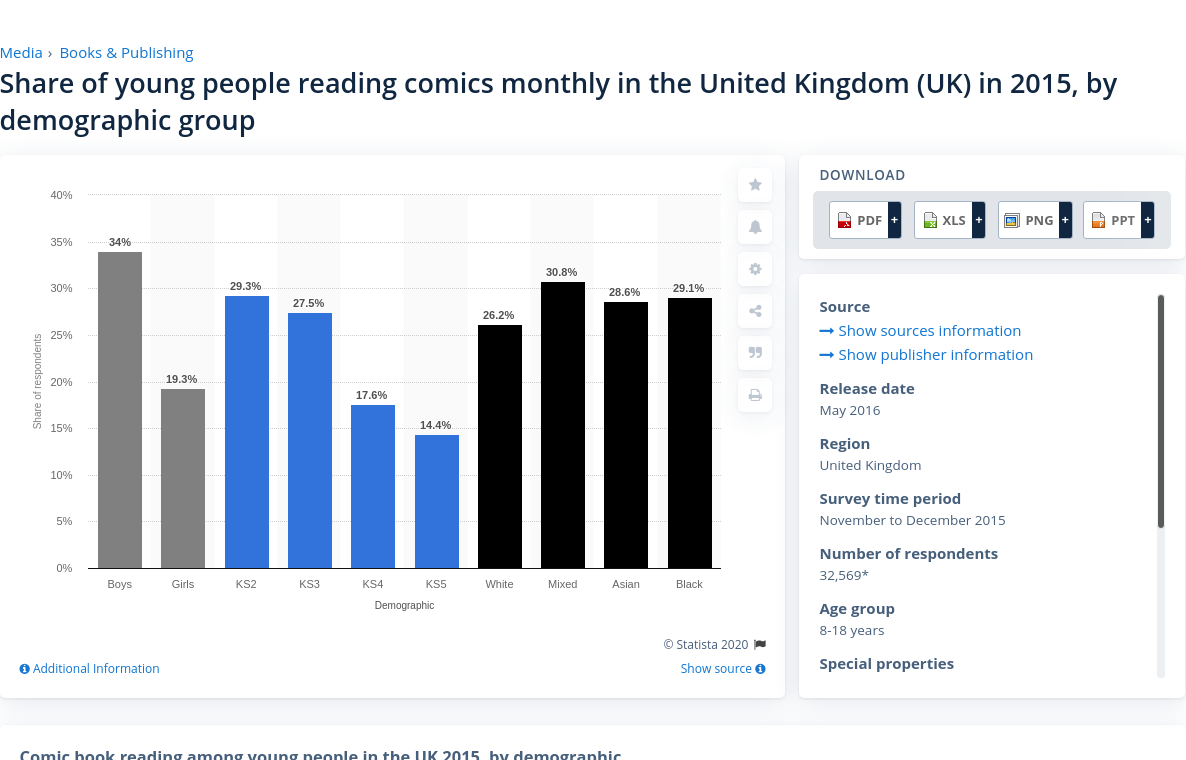 Media › Books & Publishing
Share of young people reading comics monthly in the United Kingdom (UK) in 2015, by
demographic group
40%
35%
30%
25%
20%
15%
10%
5%
0%
Share of respondents
34%
19.3%
29.3%
27.5%
17.6%
14.4%
26.2%
30.8%
28.6%
29.1%
Boys Girls KS2 KS3 KS4 KS5 White Mixed Asian Black
Demographic
© Statista 2020
Additional Information
Show source
DOWNLOAD
PDF + XLS + PNG + PPT +
Source
Show sources information
Show publisher information
Release date
May 2016
Region
United Kingdom
Survey time period
November to December 2015
Number of respondents
32,569*
Age group
8-18 years
Special properties
Comic book reading among young people in the UK 2015, by demographic